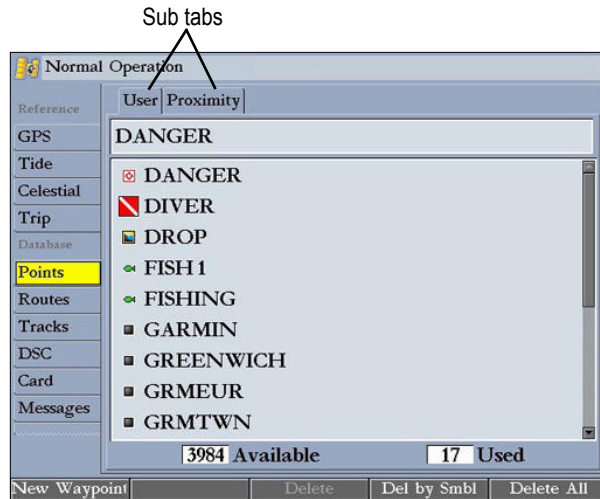 Sub tabs
Normal Operation
Reference
User Proximity
GPS
DANGER
Tide
DANGER
Celestial
DIVER
Trip
DROP
Database
Points
FISH 1
Routes
FISHING
Tracks
GARMIN
DSC
GREENWICH
Card
GRMEUR
Messages
GRMTWN
3984 Available 17 Used
New Waypoint Delete Del by Smbl Delete All